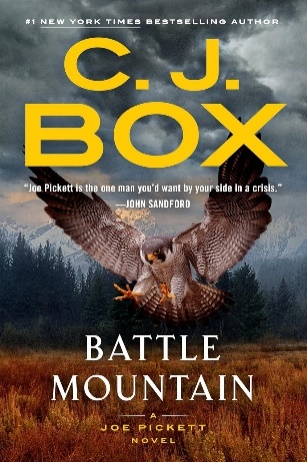 #1 NEW YORK TIMES BESTSELLING AUTHOR
C. J.
BOX
“Joe Pickett is the one man you’d want by your side in a crisis.”
—JOHN SANDFORD
BATTLE
MOUNTAIN
A
JOE PICKETT
NOVEL